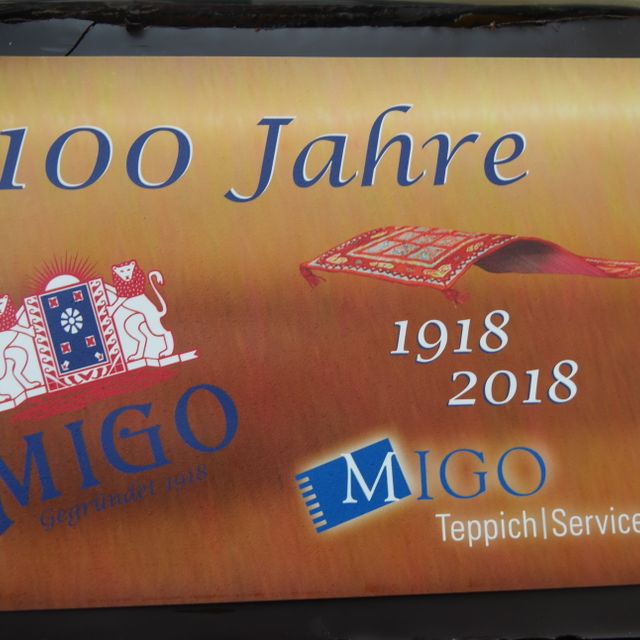 100 Jahre
1918
2018
MIGO
Gegründet 1918
MIGO
Teppich|Service